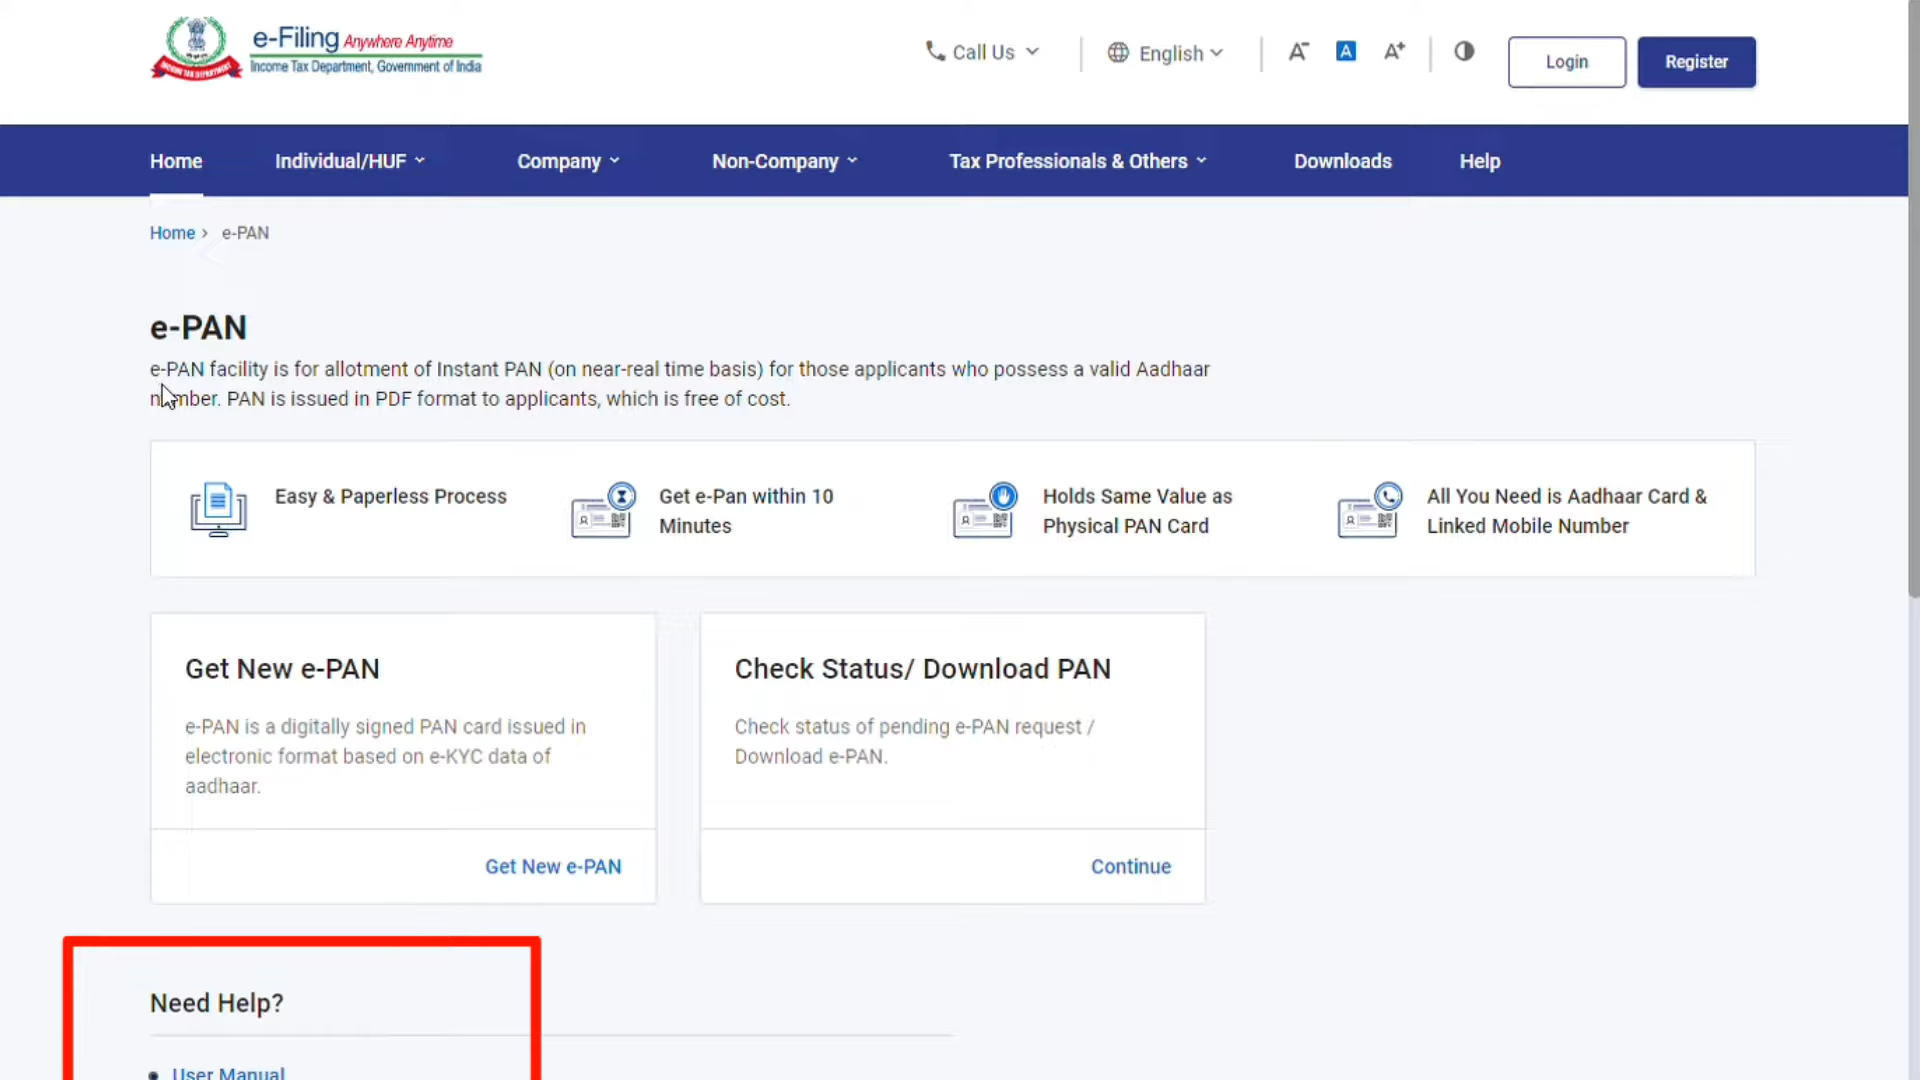 e-Filing Anywhere Anytime
Income Tax Department, Government of India
INCOME TAX DEPARTMENT
Call Us
English
A-
A
A+
Login
Register
Home
Individual/HUF
Company
Non-Company
Tax Professionals & Others
Downloads
Help
Home > e-PAN
e-PAN
e-PAN facility is for allotment of Instant PAN (on near-real time basis) for those applicants who possess a valid Aadhaar
number. PAN is issued in PDF format to applicants, which is free of cost.
Easy & Paperless Process
Get e-Pan within 10
Minutes
Holds Same Value as
Physical PAN Card
All You Need is Aadhaar Card &
Linked Mobile Number
Get New e-PAN
e-PAN is a digitally signed PAN card issued in
electronic format based on e-KYC data of
aadhaar.
Get New e-PAN
Check Status/ Download PAN
Check status of pending e-PAN request /
Download e-PAN.
Continue
Need Help?
User Manual